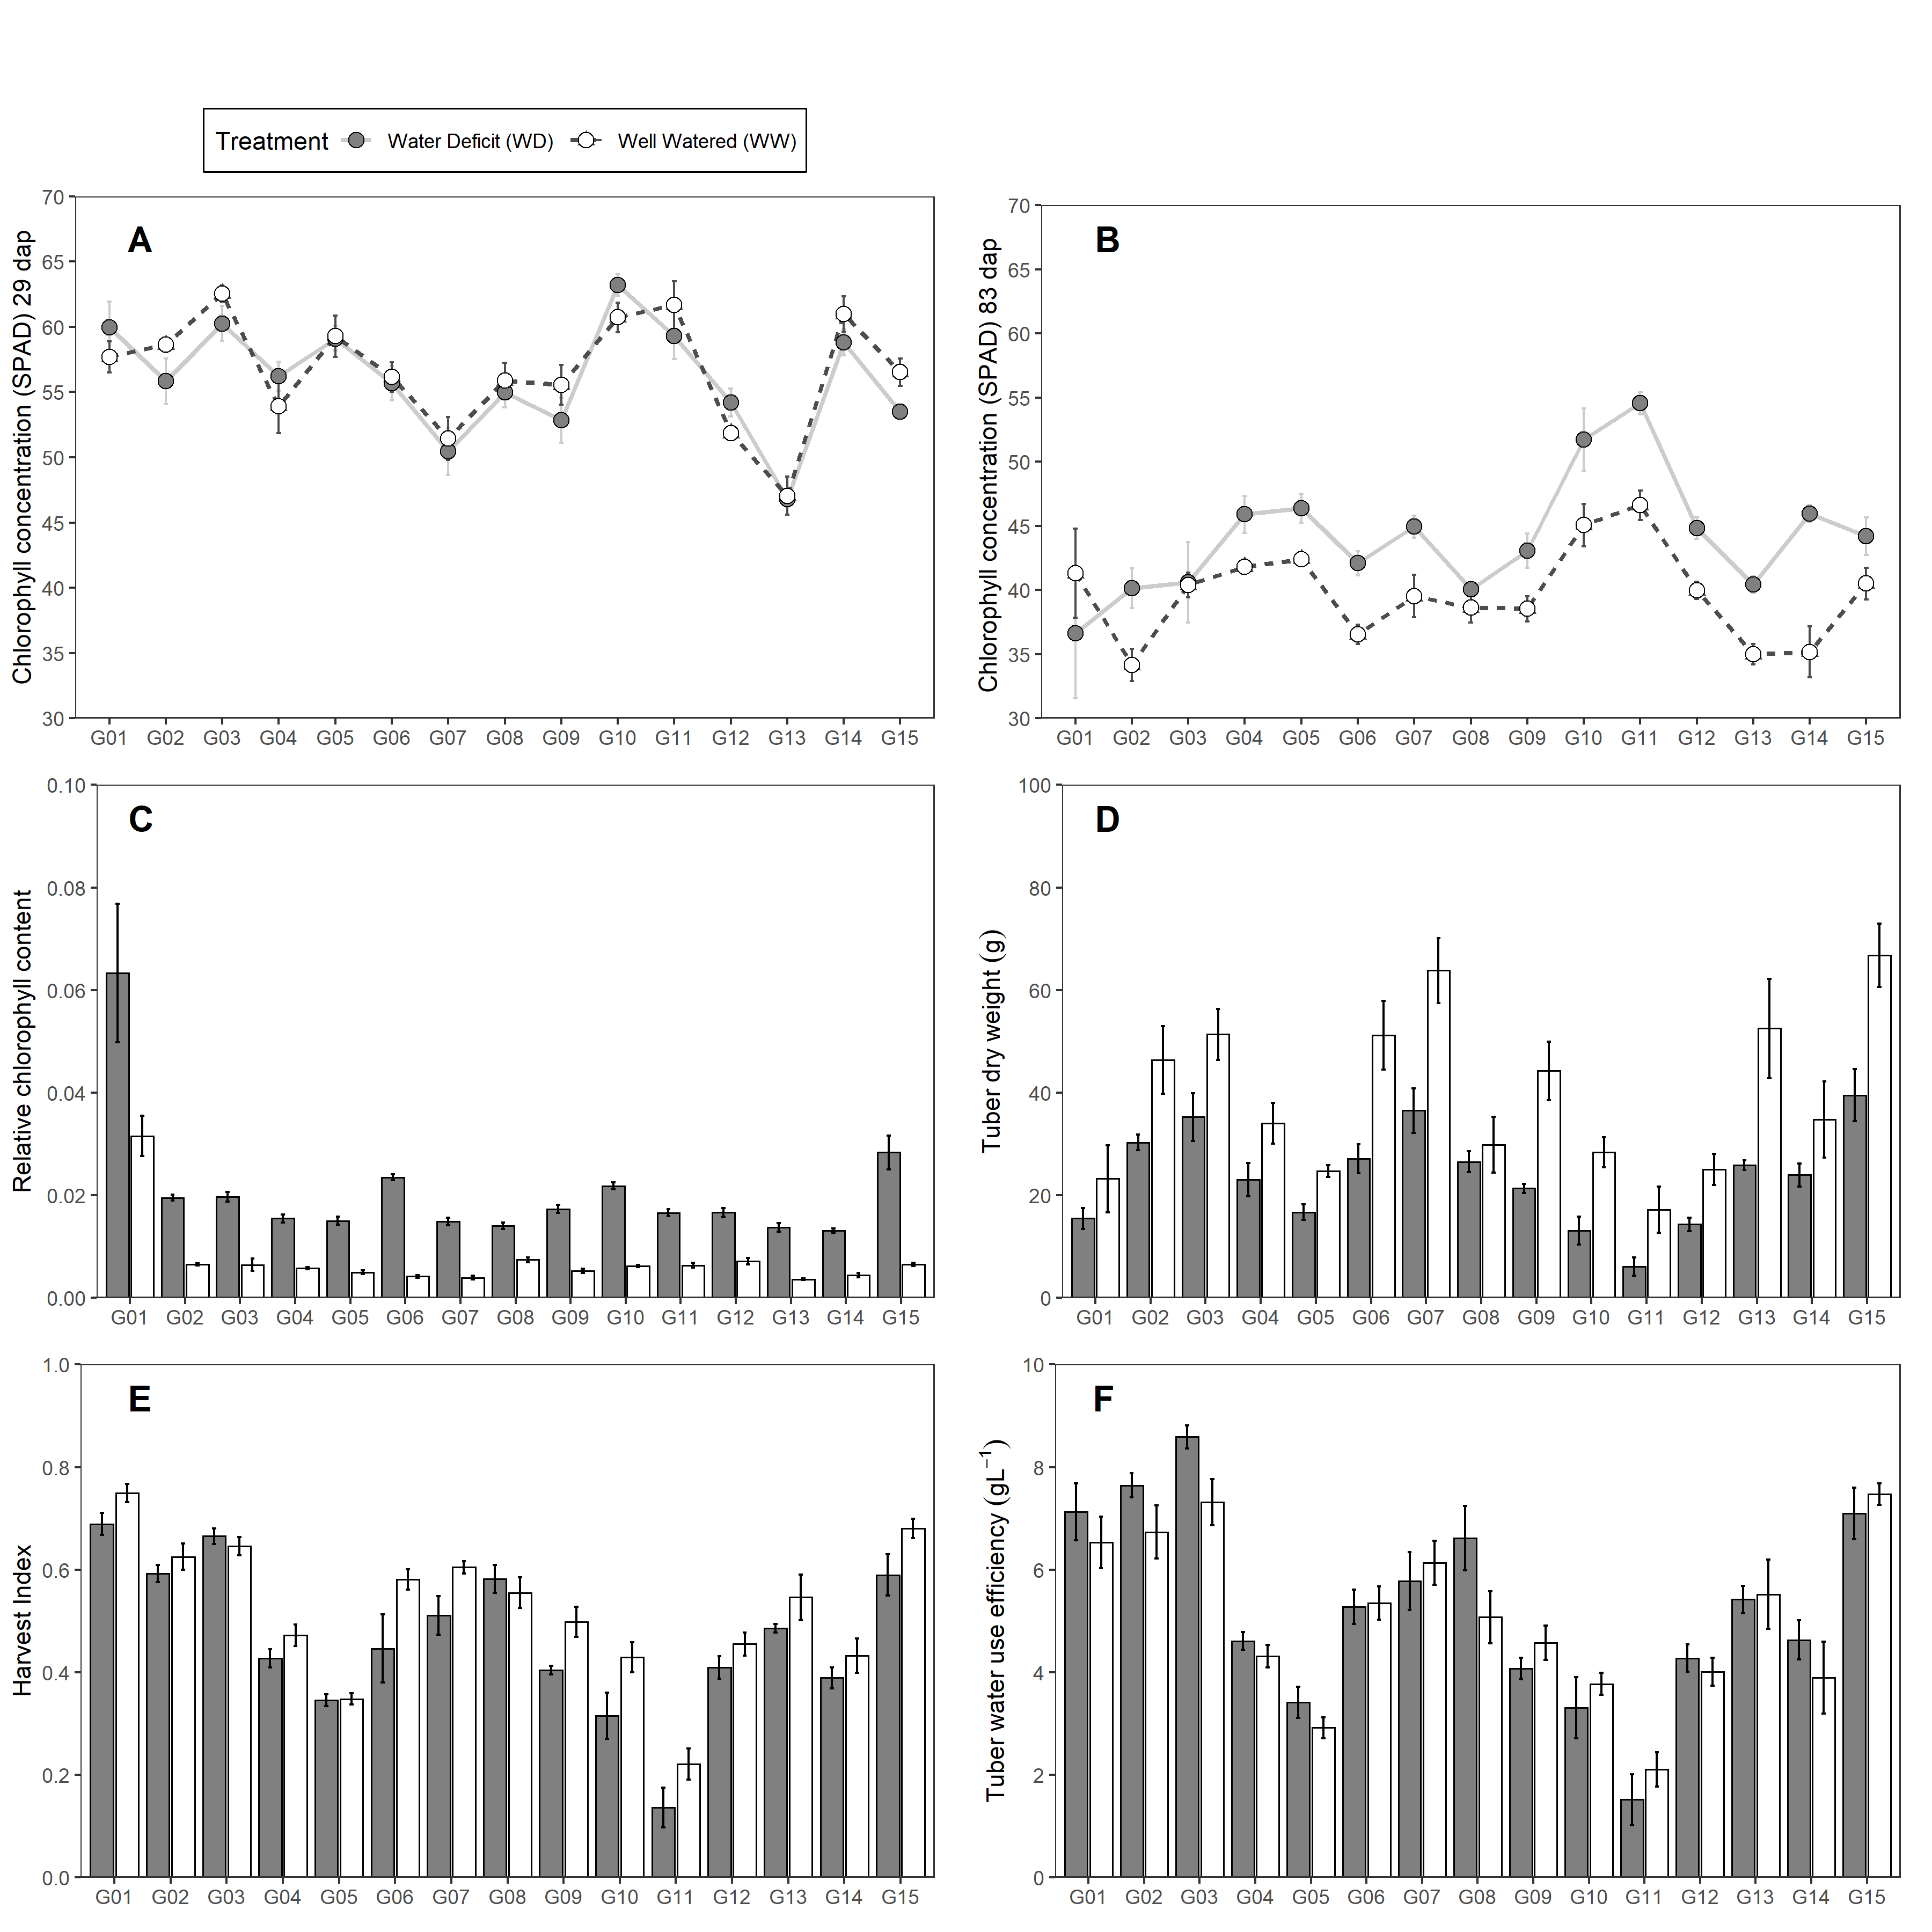 Treatment Water Deficit (WD) Well Watered (WW)
A
Chlorophyll concentration (SPAD) 29 dap
70
65
60
55
50
45
40
35
30
G01 G02 G03 G04 G05 G06 G07 G08 G09 G10 G11 G12 G13 G14 G15
B
Chlorophyll concentration (SPAD) 83 dap
70
65
60
55
50
45
40
35
30
G01 G02 G03 G04 G05 G06 G07 G08 G09 G10 G11 G12 G13 G14 G15
C
Relative chlorophyll content
0.10
0.08
0.06
0.04
0.02
0.00
G01 G02 G03 G04 G05 G06 G07 G08 G09 G10 G11 G12 G13 G14 G15
D
Tuber dry weight (g)
100
80
60
40
20
0
G01 G02 G03 G04 G05 G06 G07 G08 G09 G10 G11 G12 G13 G14 G15
E
Harvest Index
1.0
0.8
0.6
0.4
0.2
0.0
G01 G02 G03 G04 G05 G06 G07 G08 G09 G10 G11 G12 G13 G14 G15
F
Tuber water use efficiency (gL⁻¹)
10
8
6
4
2
0
G01 G02 G03 G04 G05 G06 G07 G08 G09 G10 G11 G12 G13 G14 G15